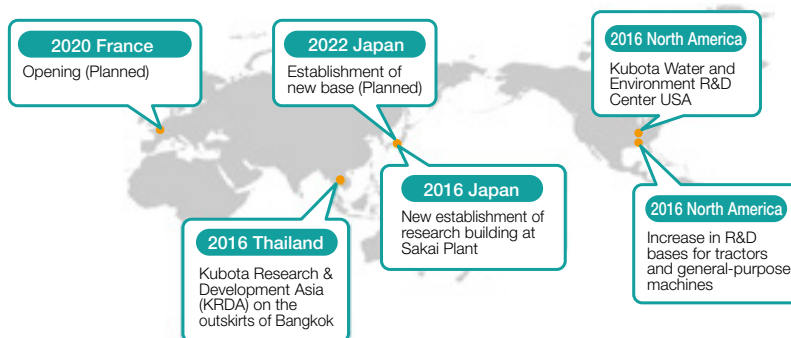 2020 France
Opening (Planned)
2022 Japan
Establishment of
new base (Planned)
2016 North America
Kubota Water and
Environment R&D
Center USA
2016 Thailand
Kubota Research &
Development Asia
(KRDA) on the
outskirts of Bangkok
2016 Japan
New establishment of
research building at
Sakai Plant
2016 North America
Increase in R&D
bases for tractors
and general-purpose
machines